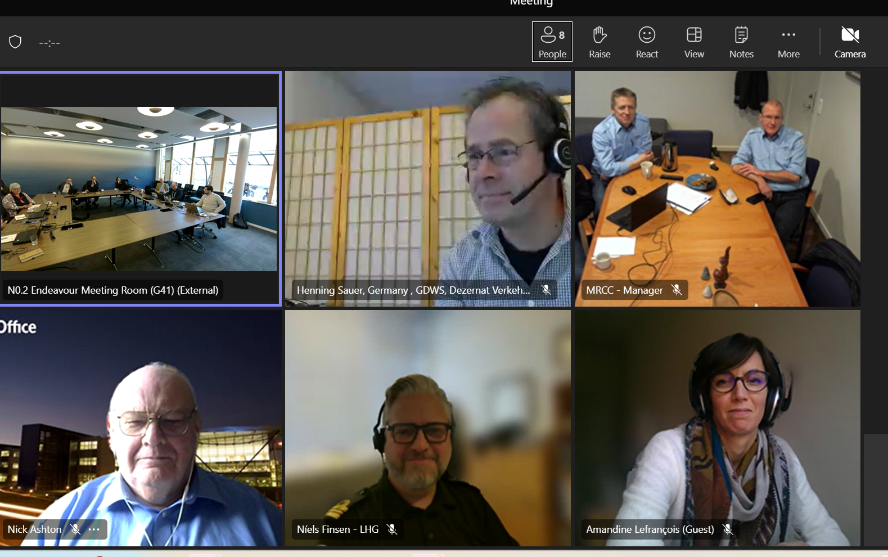 Meeting
--:--
8
People
Raise
React
View
Notes
More
Camera
N0.2 Endeavour Meeting Room (G41) (External)
Henning Sauer, Germany , GDWS, Dezernat Verkeh...
MRCC - Manager
Office
Nick Ashton
Níels Finsen - LHG
Amandine Lefrançois (Guest)